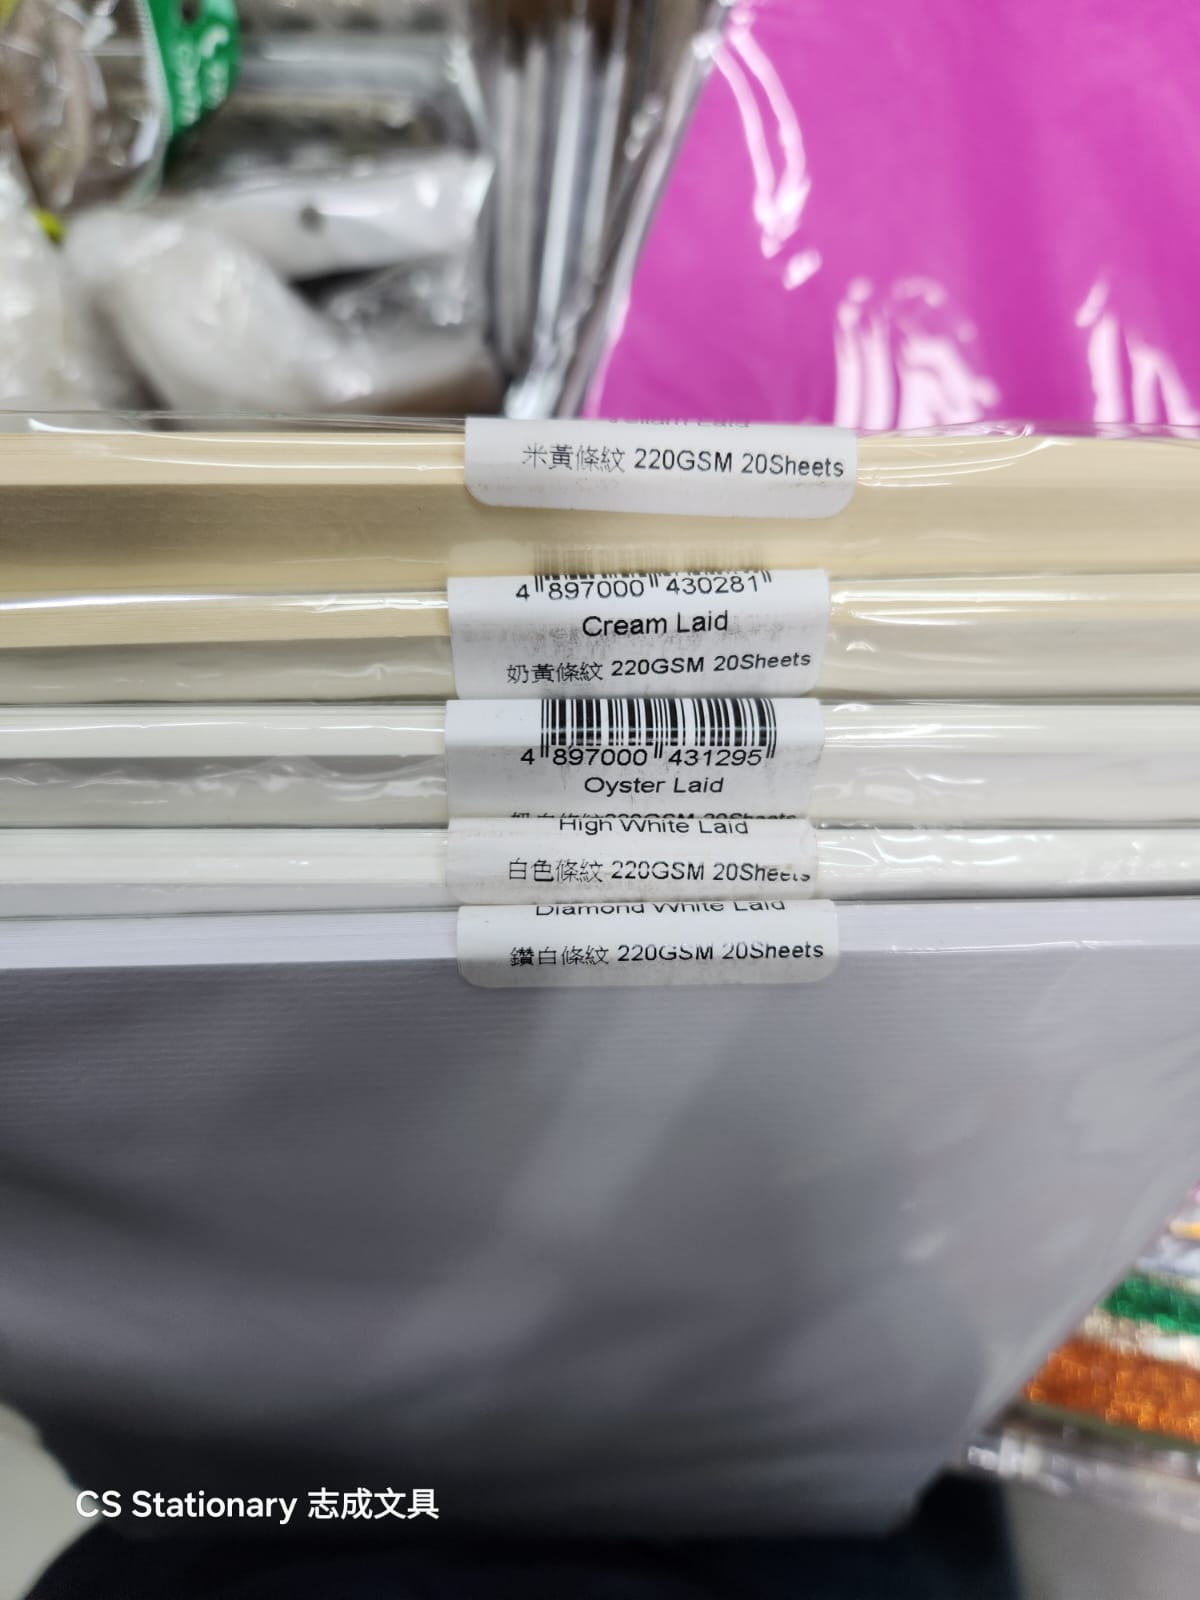 米黃條紋 220GSM 20Sheets
4 897000 430281
Cream Laid
奶黃條紋 220GSM 20Sheets
4 897000 431295
Oyster Laid
220GSM 20Sheets
High White Laid
白色條紋 220GSM 20Sheets
Diamond White Laid
鑽白條紋 220GSM 20Sheets
CS Stationary 志成文具